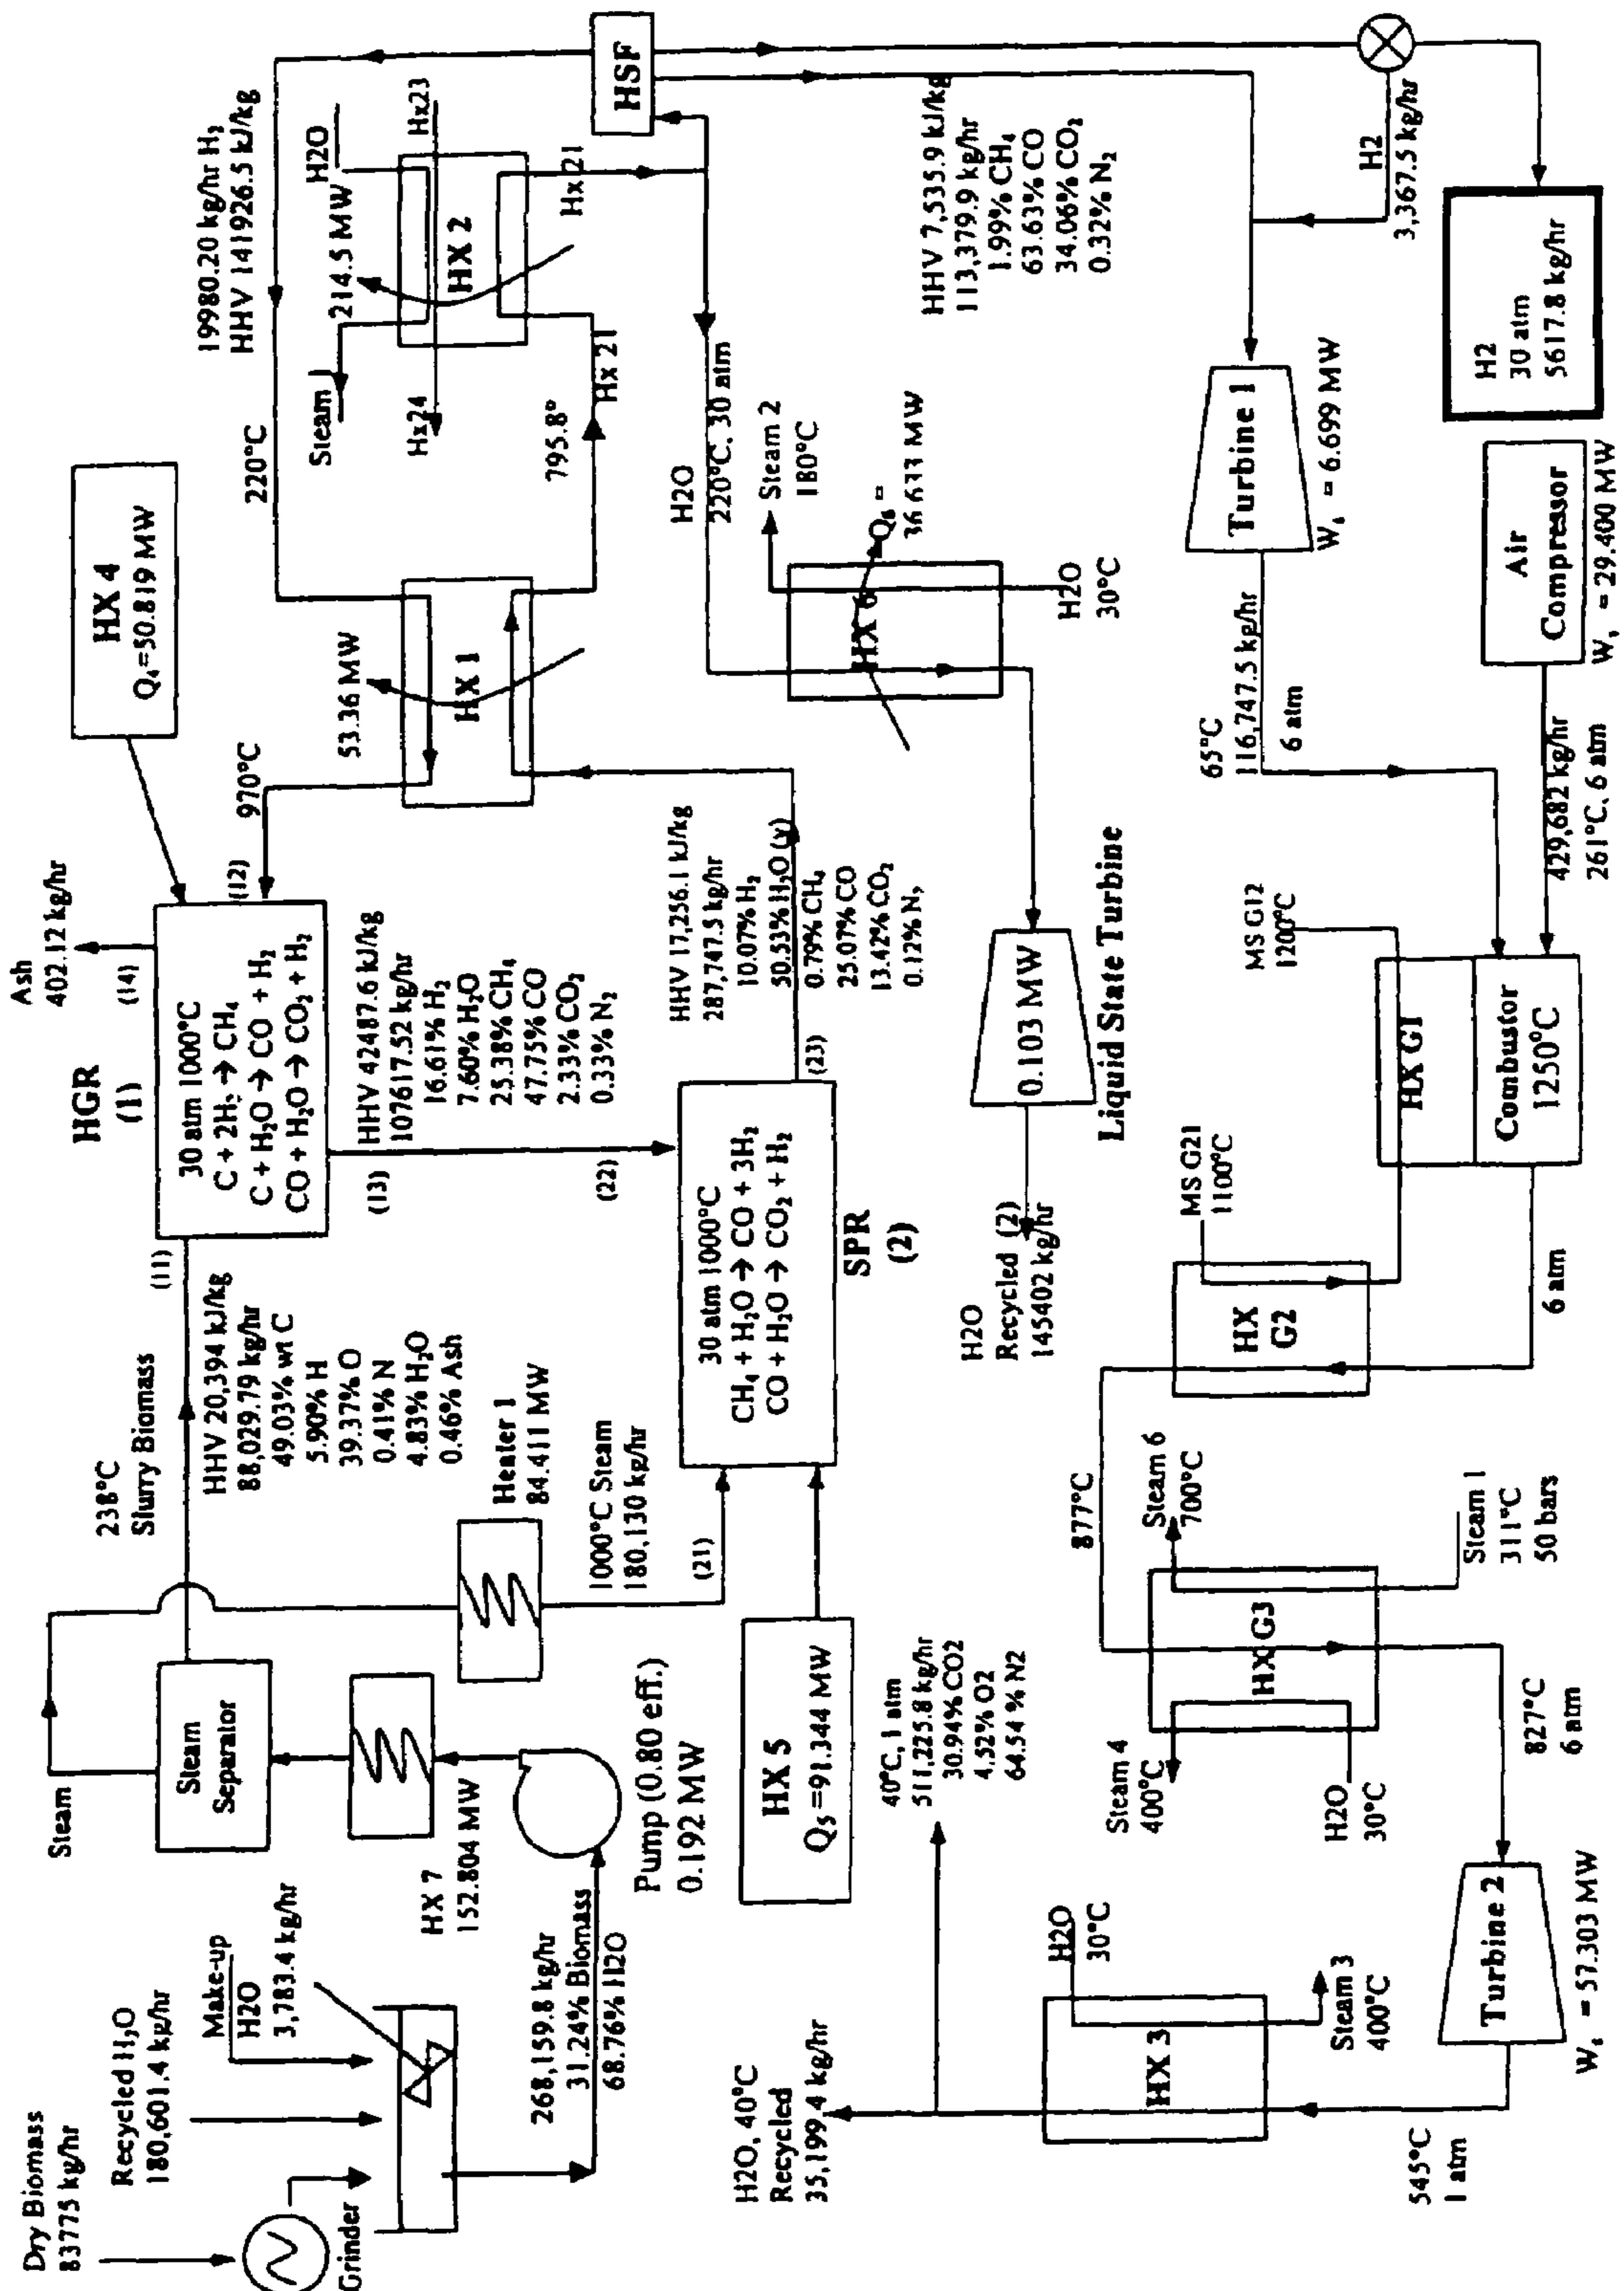 Dry Biomass
83775 kg/hr
Grinder
Recycled H₂O
180,601.4 kg/hr
Make-up
H2O
3,783.4 kg/hr
268,159.8 kg/hr
31.24% Biomass
68.76% H2O
Pump (0.80 eff.)
0.192 MW
HX 7
152.804 MW
Steam
Separator
Steam
238°C
Slurry Biomass
(11)
HHV 20,394 kJ/kg
88,029.79 kg/hr
49.03% wt C
5.90% H
39.37% O
0.41% N
4.83% H₂O
0.46% Ash
Heater 1
84.411 MW
1000°C Steam
180,130 kg/hr
(21)
HX 5
Q₅ =91.344 MW
HGR
(1)
30 atm 1000°C
C + 2H₂ → CH₄
C + H₂O → CO + H₂
CO + H₂O → CO₂ + H₂
Ash
402.12 kg/hr
(14)
(12)
(13)
HHV 42487.6 kJ/kg
107617.52 kg/hr
16.61% H₂
7.60% H₂O
25.38% CH₄
47.75% CO
2.33% CO₂
0.33% N₂
(22)
30 atm 1000°C
CH₄ + H₂O → CO + 3H₂
CO + H₂O → CO₂ + H₂
SPR
(2)
(23)
HHV 17,256.1 kJ/kg
287,747.5 kg/hr
10.07% H₂
50.53% H₂O (v)
0.79% CH₄
25.07% CO
13.42% CO₂
0.12% N₂
HX 4
Q₄=50.819 MW
970°C
53.36 MW
HX 1
220°C
795.8°
Hx 21
19980.20 kg/hr H₂
HHV 141926.5 kJ/kg
H2O
214.5 MW
Steam
Hx23
Hx24
HX 2
Hx 21
HSF
H2O
220°C, 30 atm
Steam 2
180°C
HX 6
Q₆ =
36.633 MW
H2O
30°C
0.103 MW
Liquid State Turbine
H2O
Recycled (2)
145402 kg/hr
HHV 7,535.9 kJ/kg
113,379.9 kg/hr
1.99% CH₄
63.63% CO
34.06% CO₂
0.32% N₂
H2
3,367.5 kg/hr
H2
30 atm
5617.8 kg/hr
Turbine 1
Wₛ = 6.699 MW
65°C
116,747.5 kg/hr
6 atm
Air
Compressor
Wₛ = 29.400 MW
429,682 kg/hr
261°C, 6 atm
MS G12
1200°C
HX G1
Combustor
1250°C
MS G21
1100°C
HX
G2
6 atm
877°C
Steam 6
700°C
Steam 1
311°C
50 bars
HX G3
Steam 4
400°C
H2O
30°C
827°C
6 atm
Turbine 2
Wₛ = 57.303 MW
545°C
1 atm
HX 3
H2O
30°C
Steam 3
400°C
40°C, 1 atm
511,225.8 kg/hr
30.94% CO2
4.52% O2
64.54 % N2
H2O, 40°C
Recycled
35,199.4 kg/hr